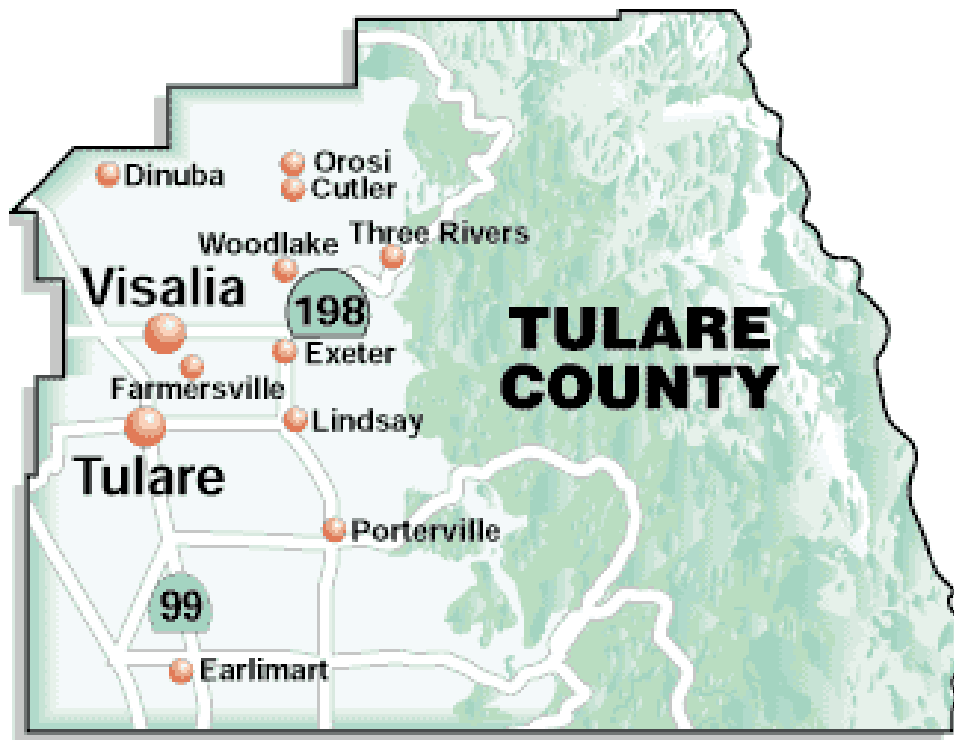 Dinuba
Orosi
Cutler
Woodlake
Three Rivers
Visalia
198
TULARE
COUNTY
Exeter
Farmersville
Lindsay
Tulare
Porterville
99
Earlimart